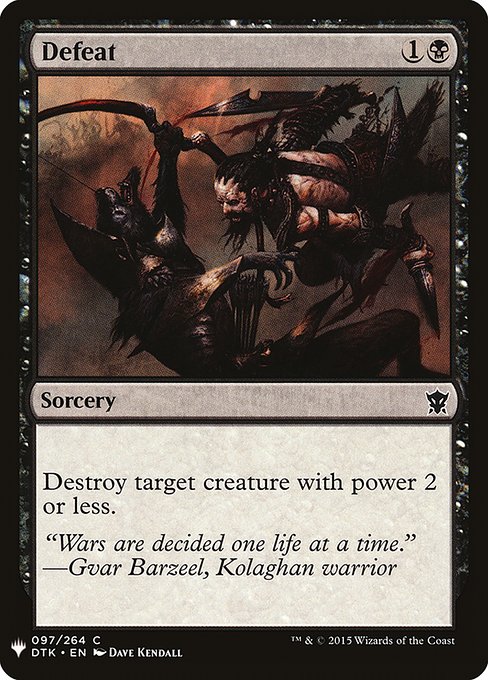 Defeat 1
Sorcery
Destroy target creature with power 2
or less.
“Wars are decided one life at a time.”
—Gvar Barzeel, Kolaghan warrior
097/264 C
DTK • EN Dave Kendall
™ & © 2015 Wizards of the Coast